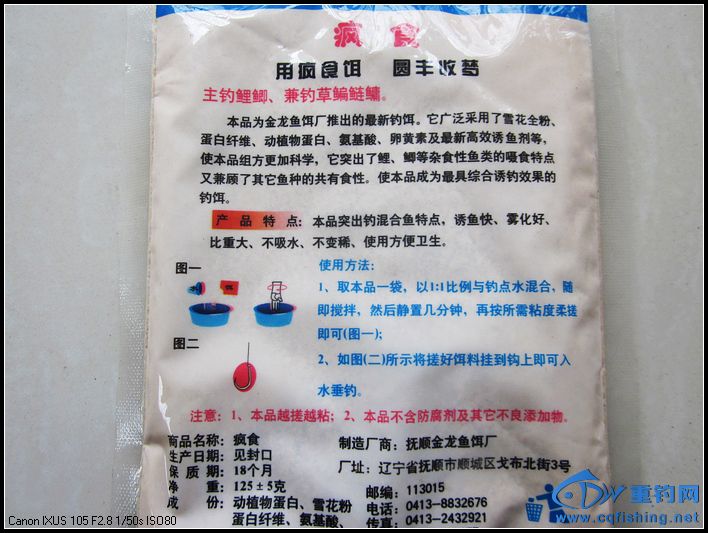 疯食
用疯食饵 圆丰收梦
主钓鲤鲫、兼钓草鳊鲢鳙。
本品为金龙鱼饵厂推出的最新钓饵。它广泛采用了雪花全粉、
蛋白纤维、动植物蛋白、氨基酸、卵黄素及最新高效诱鱼剂等，
使本品组方更加科学，它突出了鲤、鲫等杂食性鱼类的嗫食特点
又兼顾了其它鱼种的共有食性。使本品成为最具综合诱钓效果的
钓饵。
产品特点： 本品突出钓混合鱼特点，诱鱼快、雾化好、
比重大、不吸水、不变稀、使用方便卫生。
图一
使用方法：
1、取本品一袋，以1:1比例与钓点水混合，随
即搅拌，然后静置几分钟，再按所需粘度柔搓
即可(图一)；
图二
2、如图(二)所示将搓好饵料挂到钩上即可入
水垂钓。
注意：1、本品越搓越粘；2、本品不含防腐剂及其它不良添加物。
商品名称：疯食
生产日期：见封口
保质期：18个月
净重：125±5克
成份：动植物蛋白、雪花粉
蛋白纤维、氨基酸、
制造厂商：抚顺金龙鱼饵厂
厂址：辽宁省抚顺市顺城区戈布北街3号
邮编：113015
电话：0413-8832676
传真：0413-2432921
重钓网
www.cqfishing.net
Canon IXUS 105 F2.8 1/50s ISO80